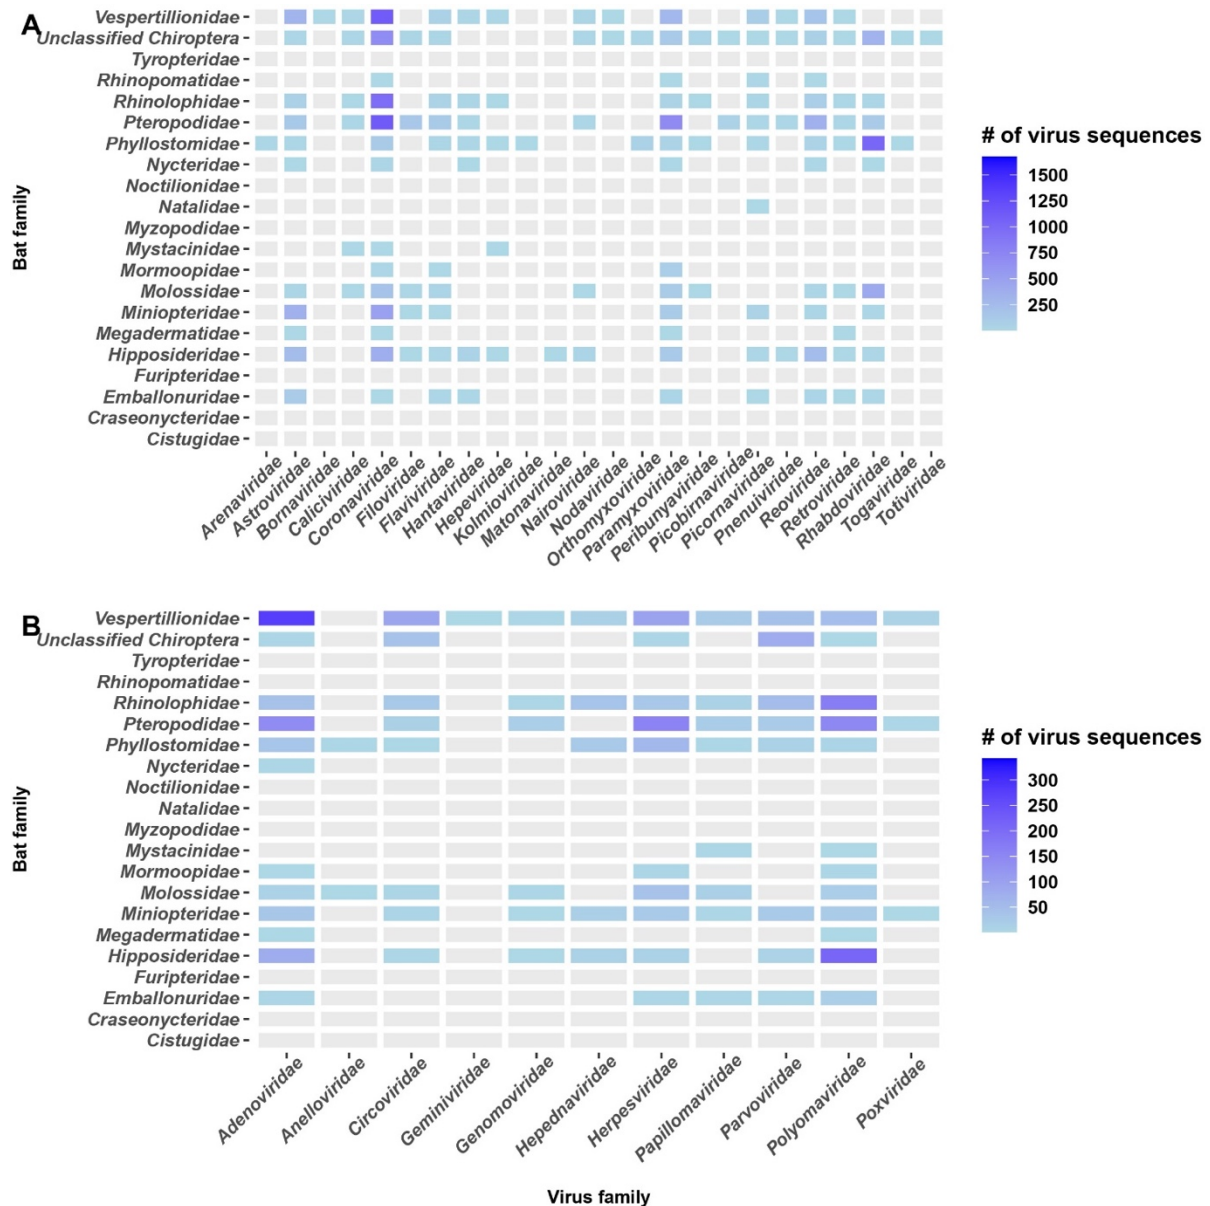 A
Vespertillionidae
Unclassified Chiroptera
Tyropteridae
Rhinopomatidae
Rhinolophidae
Pteropodidae
Phyllostomidae
Nycteridae
Noctilionidae
Natalidae
Myzopodidae
Mystacinidae
Mormoopidae
Molossidae
Miniopteridae
Megadermatidae
Hipposideridae
Furipteridae
Emballonuridae
Craseonycteridae
Cistugidae
Bat family
Arenaviridae
Astroviridae
Bornaviridae
Caliciviridae
Coronaviridae
Filoviridae
Flaviviridae
Hantaviridae
Hepeviridae
Kolmioviridae
Matonaviridae
Nairoviridae
Nodaviridae
Orthomyxoviridae
Paramyxoviridae
Peribunyaviridae
Picobirnaviridae
Picornaviridae
Pnenuiviridae
Reoviridae
Retroviridae
Rhabdoviridae
Togaviridae
Totiviridae
# of virus sequences
1500
1250
1000
750
500
250
B
Vespertillionidae
Unclassified Chiroptera
Tyropteridae
Rhinopomatidae
Rhinolophidae
Pteropodidae
Phyllostomidae
Nycteridae
Noctilionidae
Natalidae
Myzopodidae
Mystacinidae
Mormoopidae
Molossidae
Miniopteridae
Megadermatidae
Hipposideridae
Furipteridae
Emballonuridae
Craseonycteridae
Cistugidae
Bat family
Adenoviridae
Anelloviridae
Circoviridae
Geminiviridae
Genomoviridae
Hepednaviridae
Herpesviridae
Papillomaviridae
Parvoviridae
Polyomaviridae
Poxviridae
Virus family
# of virus sequences
300
250
200
150
100
50